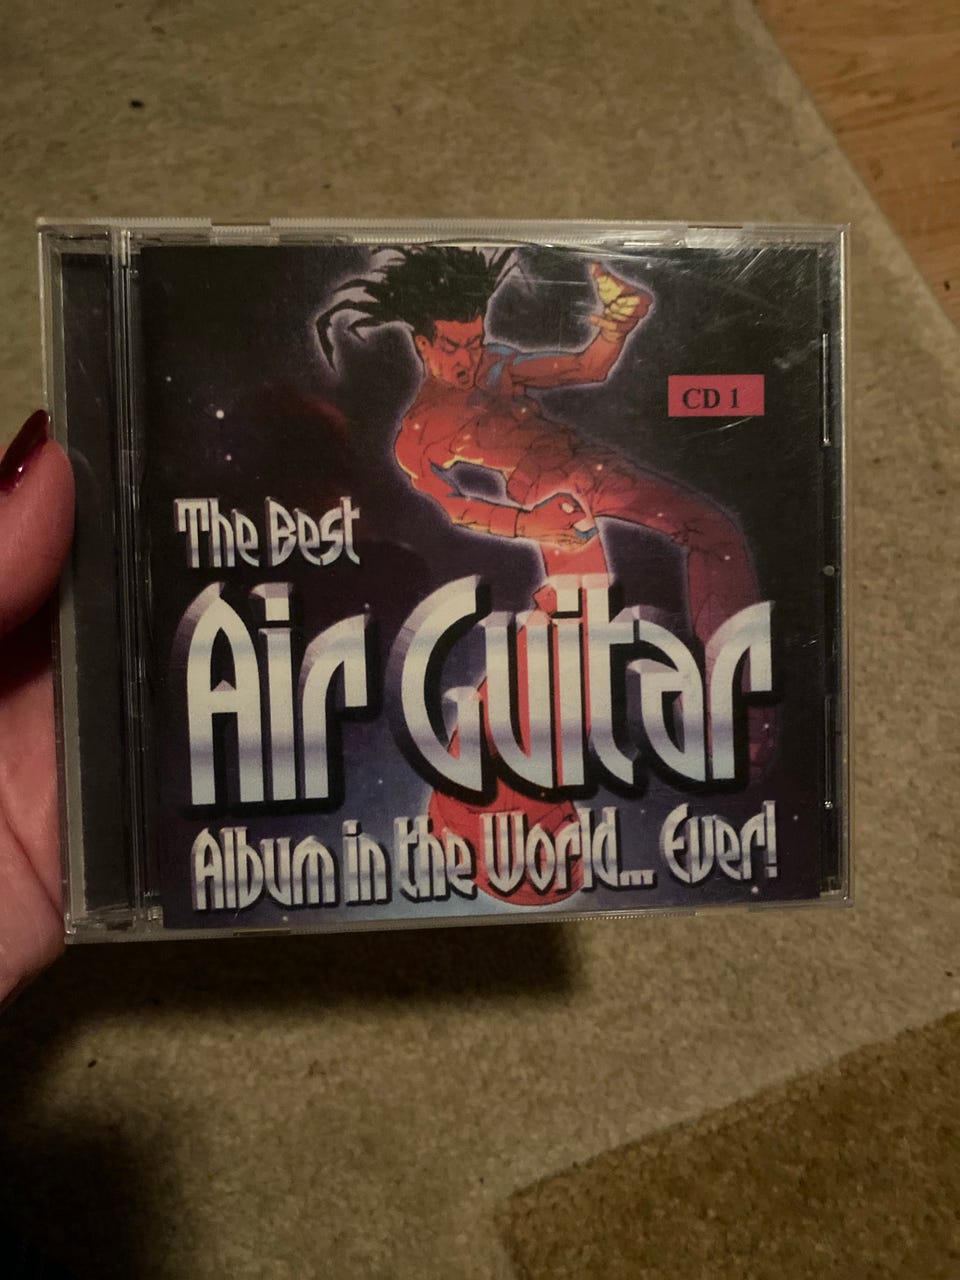 CD 1
The Best
Air Guitar
Album in the World... Ever!